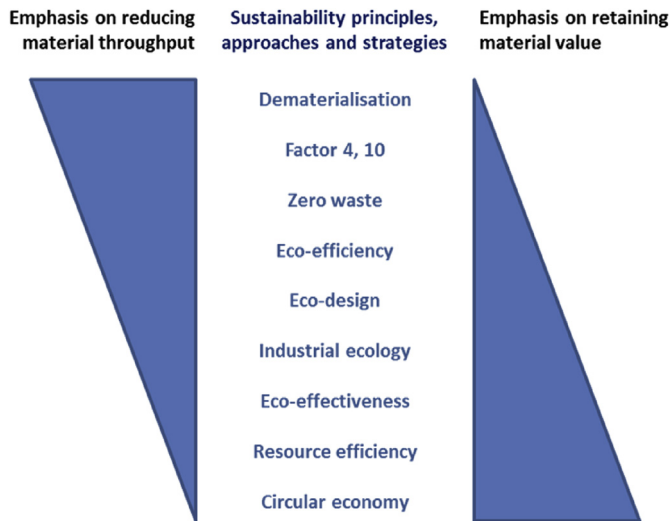 Emphasis on reducing
material throughput
Sustainability principles,
approaches and strategies
Emphasis on retaining
material value
Dematerialisation
Factor 4, 10
Zero waste
Eco-efficiency
Eco-design
Industrial ecology
Eco-effectiveness
Resource efficiency
Circular economy